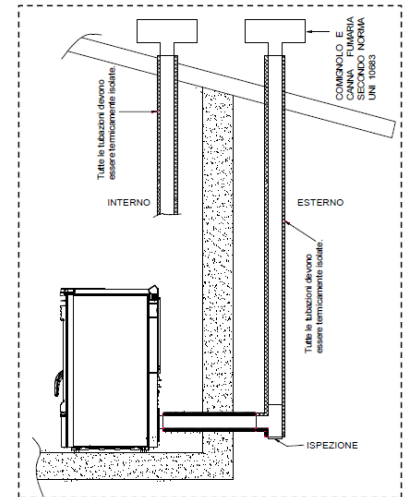 COMIGNOLO E
CANNA FUMARIA
SECONDO NORMA
UNI 10683
Tutte le tubazioni devono
essere termicamente isolate.
INTERNO
ESTERNO
Tutte le tubazioni devono
essere termicamente isolate.
ISPEZIONE